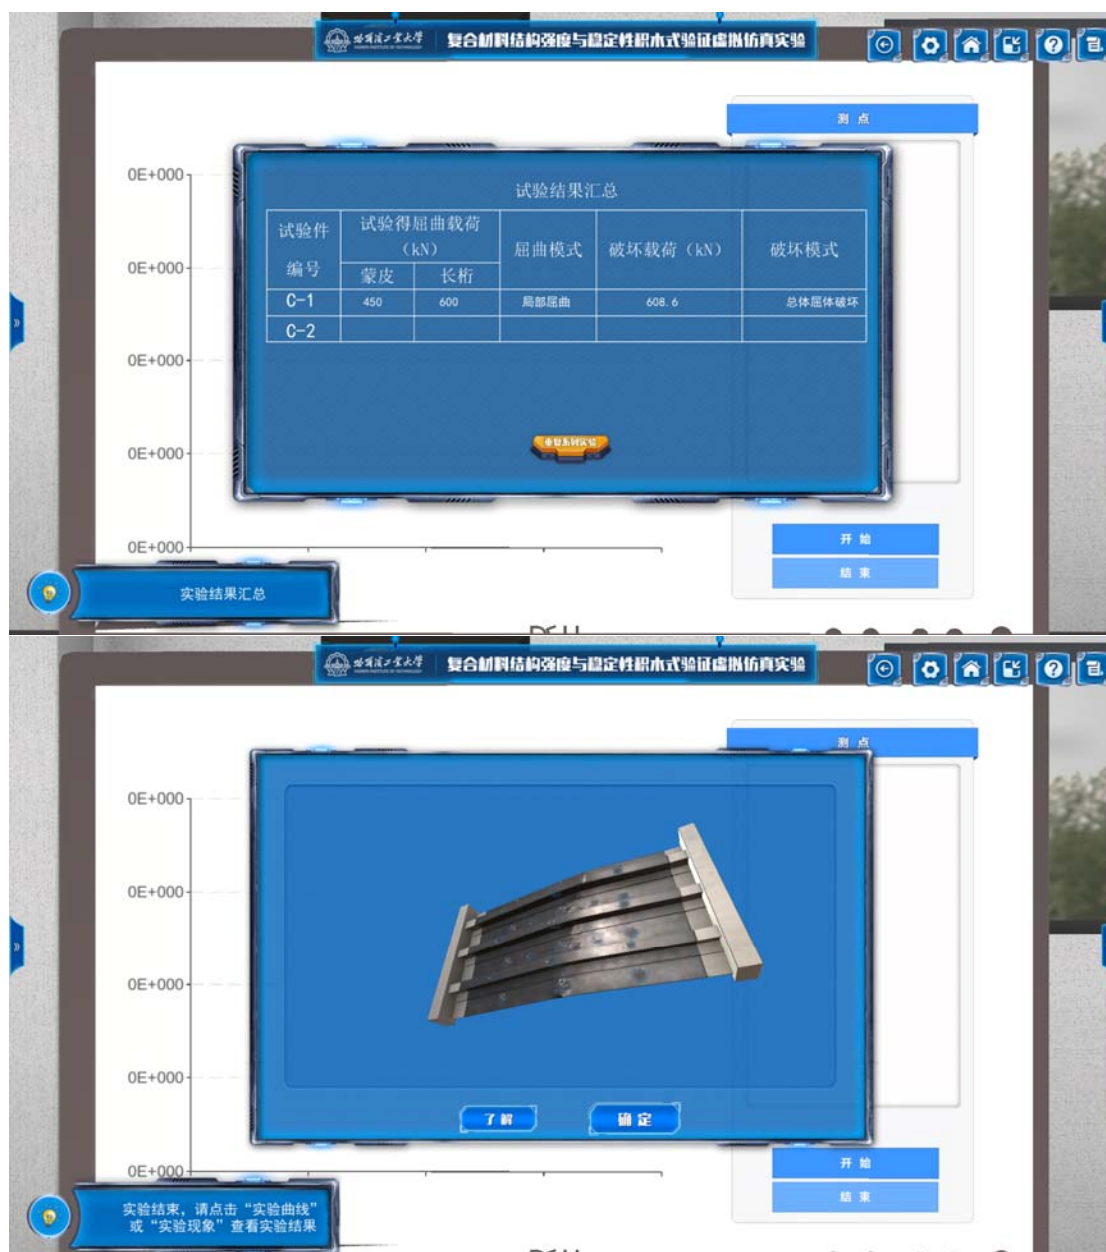 哈尔滨工业大学
复合材料结构强度与稳定性积木式验证虚拟仿真实验
测 点
0E+000
试验结果汇总
试验件编号 试验得屈曲载荷(kN) 屈曲模式 破坏载荷(kN) 破坏模式
蒙皮 长桁
0E+000
C-1 450 600 局部屈曲 608.6 总体屈体破坏
C-2
0E+000
重复系列实验
0E+000
开 始
0E+000
结 束
实验结果汇总
哈尔滨工业大学
复合材料结构强度与稳定性积木式验证虚拟仿真实验
测 点
0E+000
0E+000
0E+000
0E+000
0E+000
了 解
确 定
开 始
0E+000
结 束
实验结束，请点击“实验曲线”
或“实验现象”查看实验结果